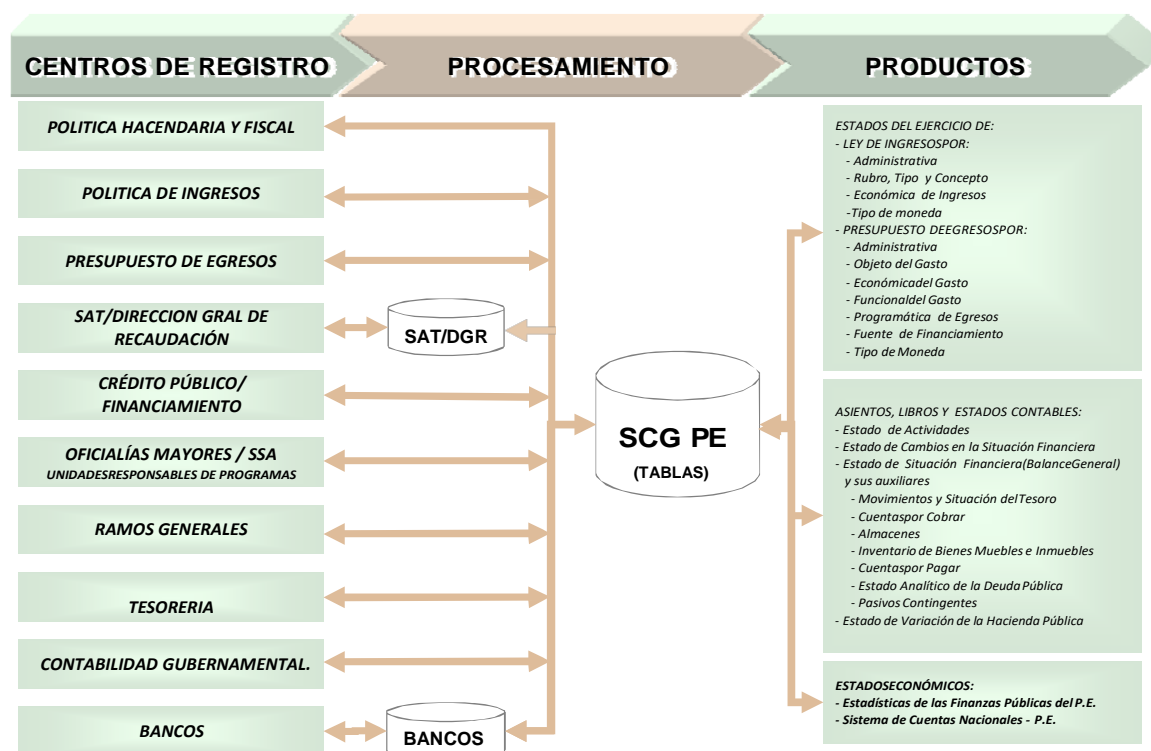 CENTROS DE REGISTRO
PROCESAMIENTO
PRODUCTOS
POLITICA HACENDARIA Y FISCAL
POLITICA DE INGRESOS
PRESUPUESTO DE EGRESOS
SAT/DIRECCION GRAL DE
RECAUDACIÓN
CRÉDITO PÚBLICO/
FINANCIAMIENTO
OFICIALÍAS MAYORES / SSA
UNIDADESRESPONSABLES DE PROGRAMAS
RAMOS GENERALES
TESORERIA
CONTABILIDAD GUBERNAMENTAL.
BANCOS
SAT/DGR
BANCOS
SCG PE
(TABLAS)
ESTADOS DEL EJERCICIO DE:
- LEY DE INGRESOSPOR:
- Administrativa
- Rubro, Tipo y Concepto
- Económica de Ingresos
-Tipo de moneda
- PRESUPUESTO DEEGRESOSPOR:
- Administrativa
- Objeto del Gasto
- Económicadel Gasto
- Funcionaldel Gasto
- Programática de Egresos
- Fuente de Financiamiento
- Tipo de Moneda
ASIENTOS, LIBROS Y ESTADOS CONTABLES:
- Estado de Actividades
- Estado de Cambios en la Situación Financiera
- Estado de Situación Financiera(BalanceGeneral)
y sus auxiliares
- Movimientos y Situación delTesoro
- Cuentaspor Cobrar
- Almacenes
- Inventario de Bienes Muebles e Inmuebles
- Cuentaspor Pagar
- Estado Analítico de la DeudaPública
- Pasivos Contingentes
- Estado de Variación de la Hacienda Pública
ESTADOSECONÓMICOS:
- Estadísticas de las Finanzas Públicas del P.E.
- Sistema de Cuentas Nacionales - P.E.